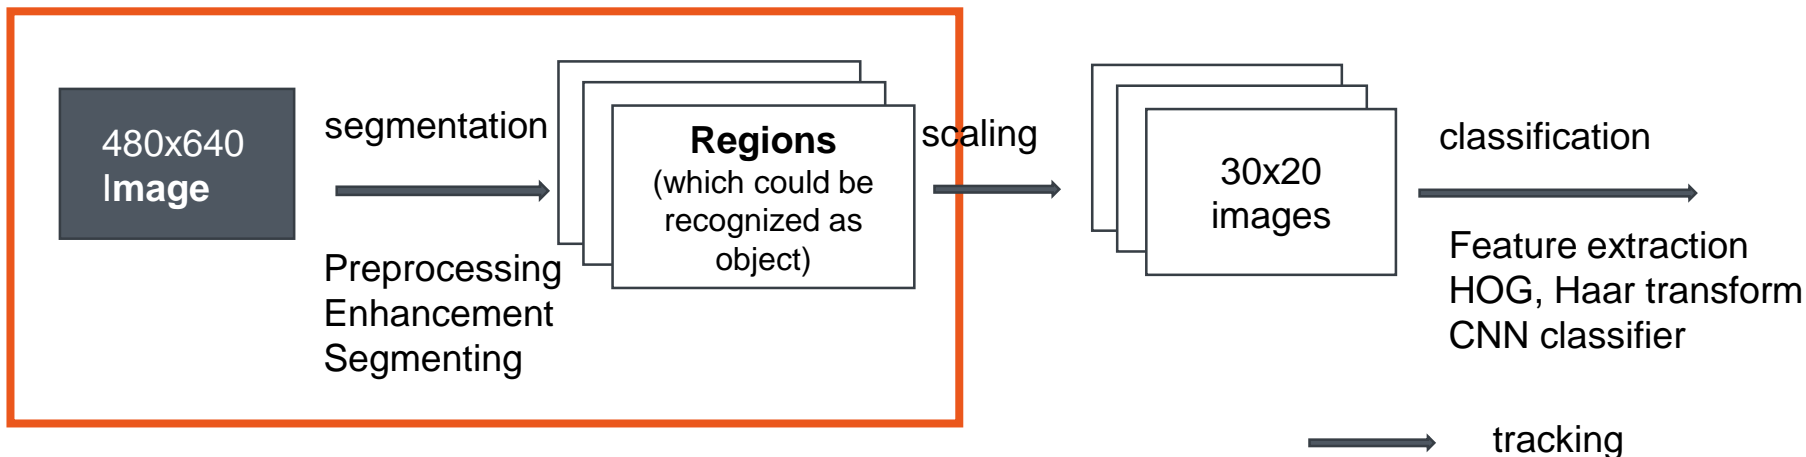 480x640
Image
segmentation
Preprocessing
Enhancement
Segmenting
Regions
(which could be
recognized as
object)
scaling
30x20
images
classification
Feature extraction
HOG, Haar transform
CNN classifier
tracking